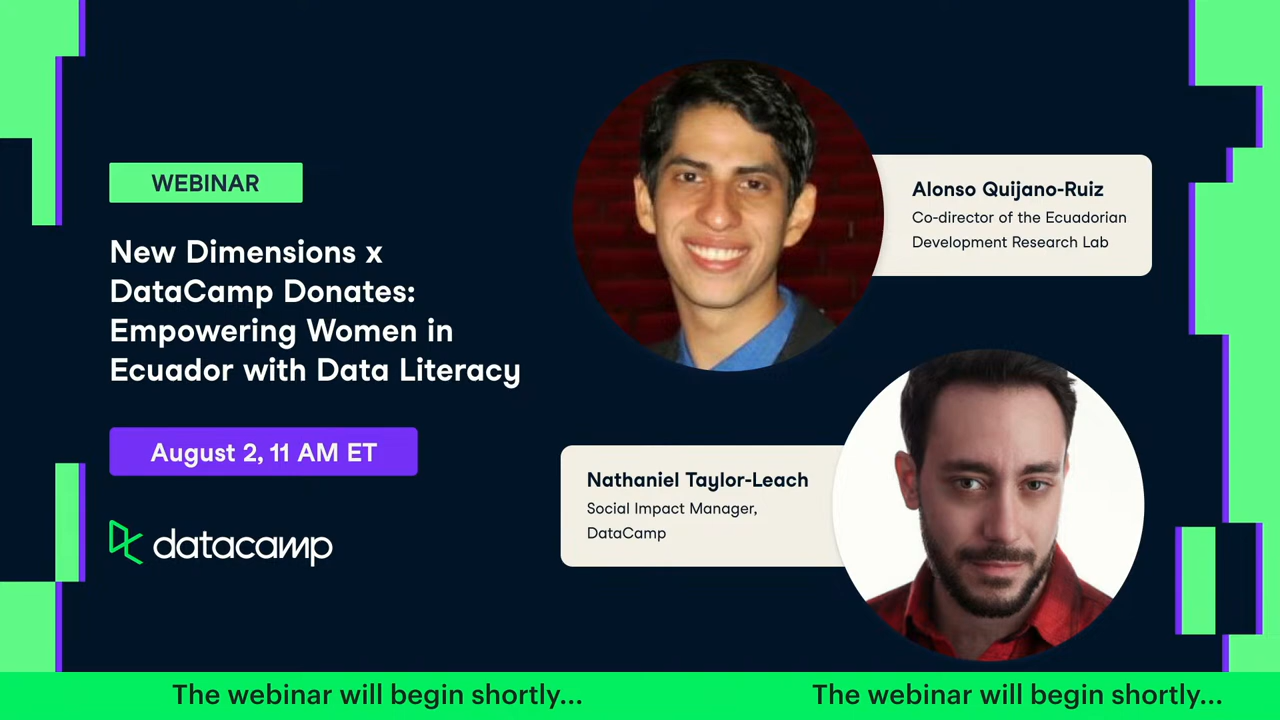 WEBINAR
New Dimensions x
DataCamp Donates:
Empowering Women in
Ecuador with Data Literacy
August 2, 11 AM ET
datacamp
Alonso Quijano-Ruiz
Co-director of the Ecuadorian
Development Research Lab
Nathaniel Taylor-Leach
Social Impact Manager,
DataCamp
The webinar will begin shortly...
The webinar will begin shortly...